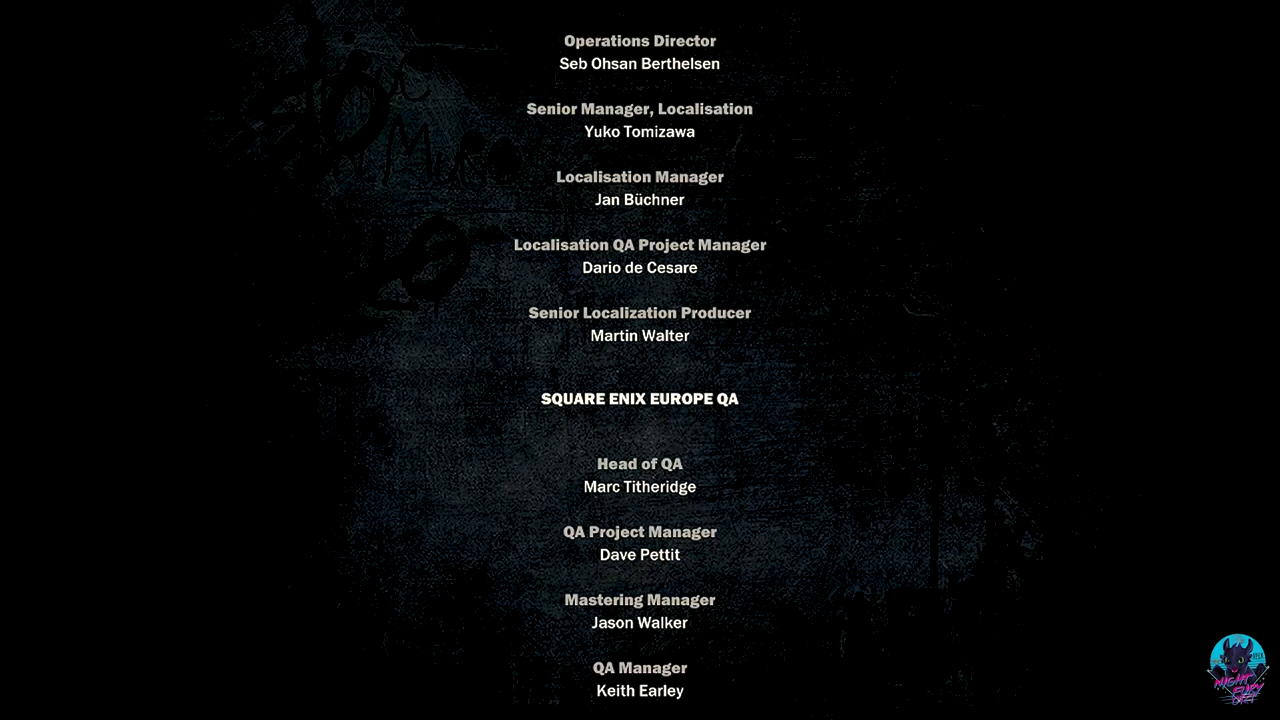 Operations Director
Seb Ohsan Berthelsen
Senior Manager, Localisation
Yuko Tomizawa
Localisation Manager
Jan Büchner
Localisation QA Project Manager
Dario de Cesare
Senior Localization Producer
Martin Walter
SQUARE ENIX EUROPE QA
Head of QA
Marc Titheridge
QA Project Manager
Dave Pettit
Mastering Manager
Jason Walker
QA Manager
Keith Earley
NIGHT
FURY